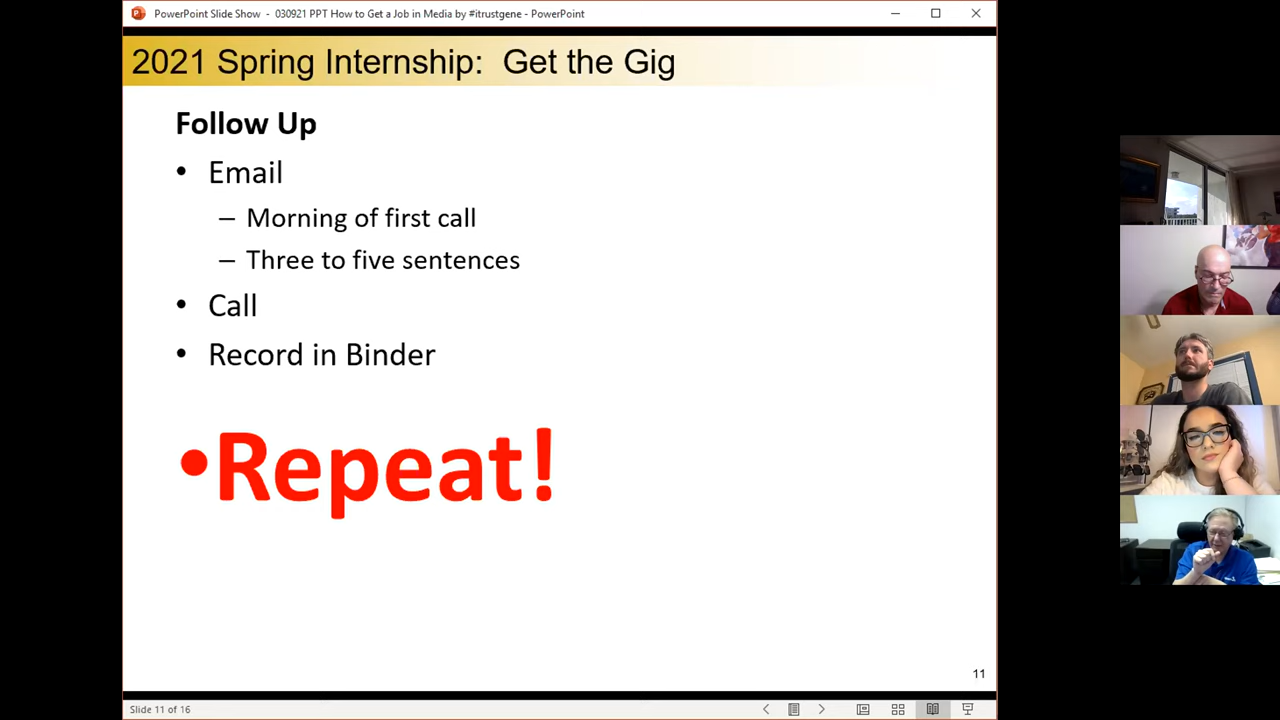 PowerPoint Slide Show - 030921 PPT How to Get a Job in Media by #itrustgene - PowerPoint
2021 Spring Internship: Get the Gig
Follow Up
• Email
– Morning of first call
– Three to five sentences
• Call
• Record in Binder
•Repeat!
11
Slide 11 of 16